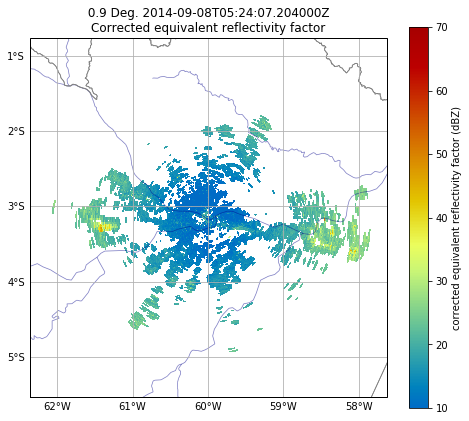 0.9 Deg. 2014-09-08T05:24:07.204000Z
Corrected equivalent reflectivity factor
1°S
2°S
3°S
4°S
5°S
62°W 61°W 60°W 59°W 58°W
70
60
50
40
30
20
10
corrected equivalent reflectivity factor (dBZ)